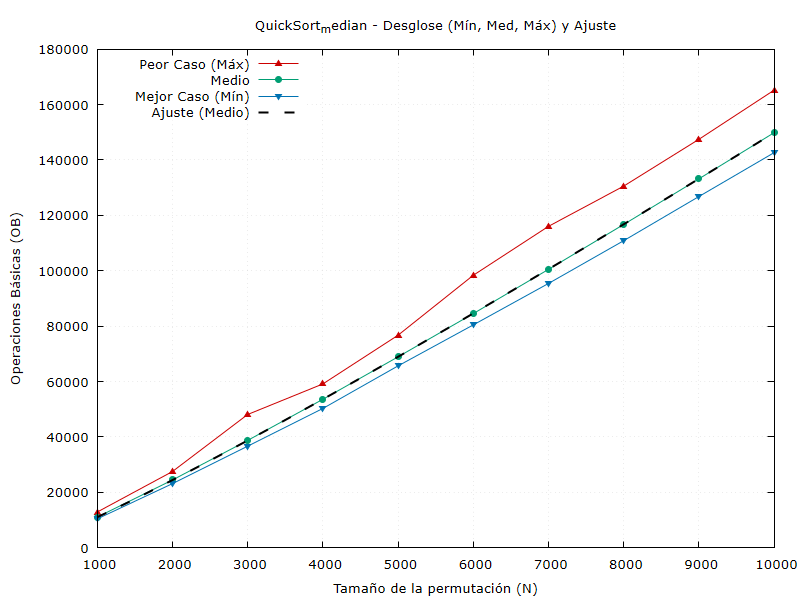 QuickSortmedian - Desglose (Mín, Med, Máx) y Ajuste
Peor Caso (Máx)
Medio
Mejor Caso (Mín)
Ajuste (Medio)
Operaciones Básicas (OB)
180000
160000
140000
120000
100000
80000
60000
40000
20000
0
1000 2000 3000 4000 5000 6000 7000 8000 9000 10000
Tamaño de la permutación (N)